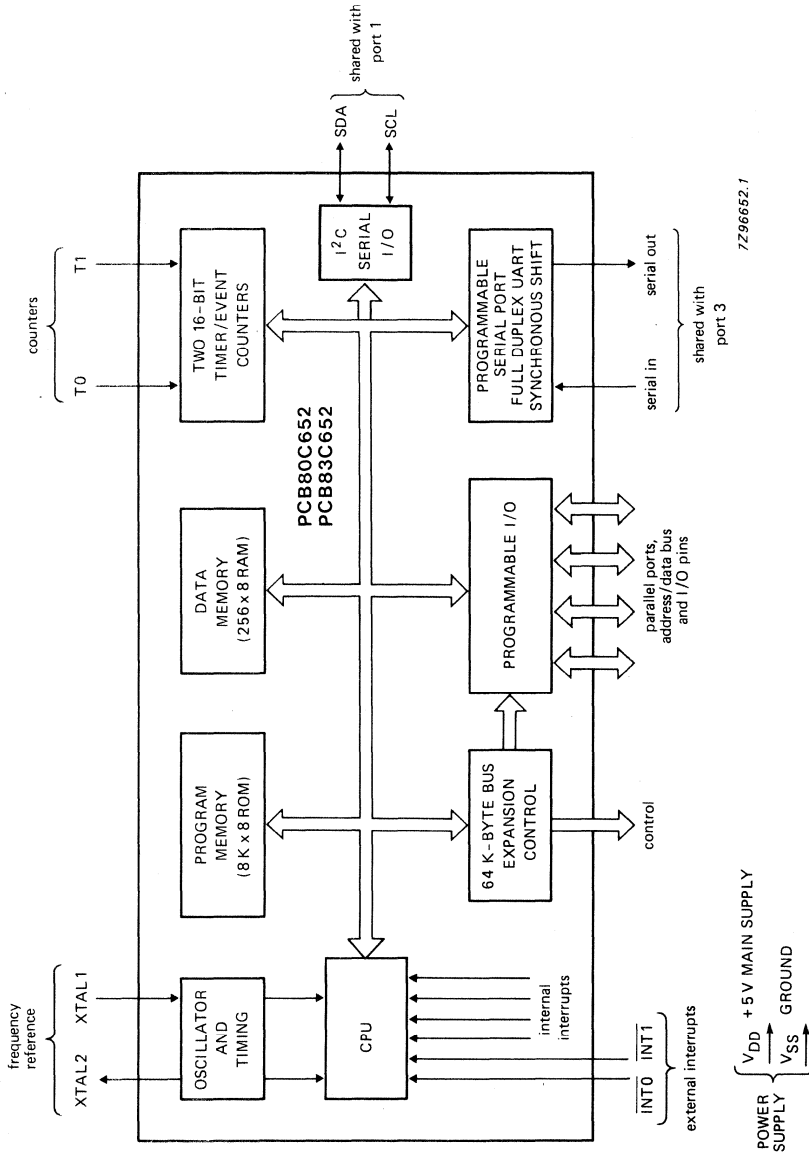 frequency
reference
counters
XTAL2
XTAL1
T0
T1
OSCILLATOR
AND
TIMING
PROGRAM
MEMORY
(8K x 8 ROM)
DATA
MEMORY
(256 x 8 RAM)
TWO 16-BIT
TIMER/EVENT
COUNTERS
PCB80C652
PCB83C652
CPU
I²C
SERIAL
I/O
SDA
SCL
shared with
port 1
internal
interrupts
64 K-BYTE BUS
EXPANSION
CONTROL
PROGRAMMABLE I/O
PROGRAMMABLE
SERIAL PORT
FULL DUPLEX UART
SYNCHRONOUS SHIFT
INT0
INT1
external interrupts
control
parallel ports,
address/data bus
and I/O pins
serial in
serial out
shared with
port 3
POWER
SUPPLY
VDD +5 V MAIN SUPPLY
VSS GROUND
7Z96652.1